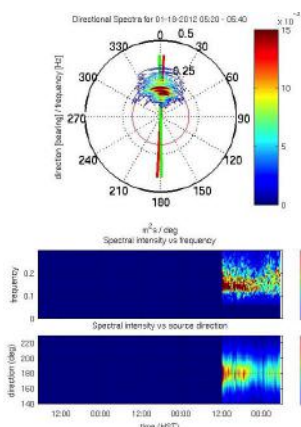 Directional Spectra for 01-19-2012 05:20 - 05:40
0
0.5
15
x 10
330
30
0.25
300
60
10
270
90
5
240
120
210
150
180
0
direction [bearing] / frequency [Hz]
m²s / deg
Spectral intensity vs frequency
frequency
0.2
0.1
0
Spectral intensity vs source direction
direction (deg)
220
200
180
160
140
12:00 00:00 12:00 00:00 12:00 00:00
time (HST)